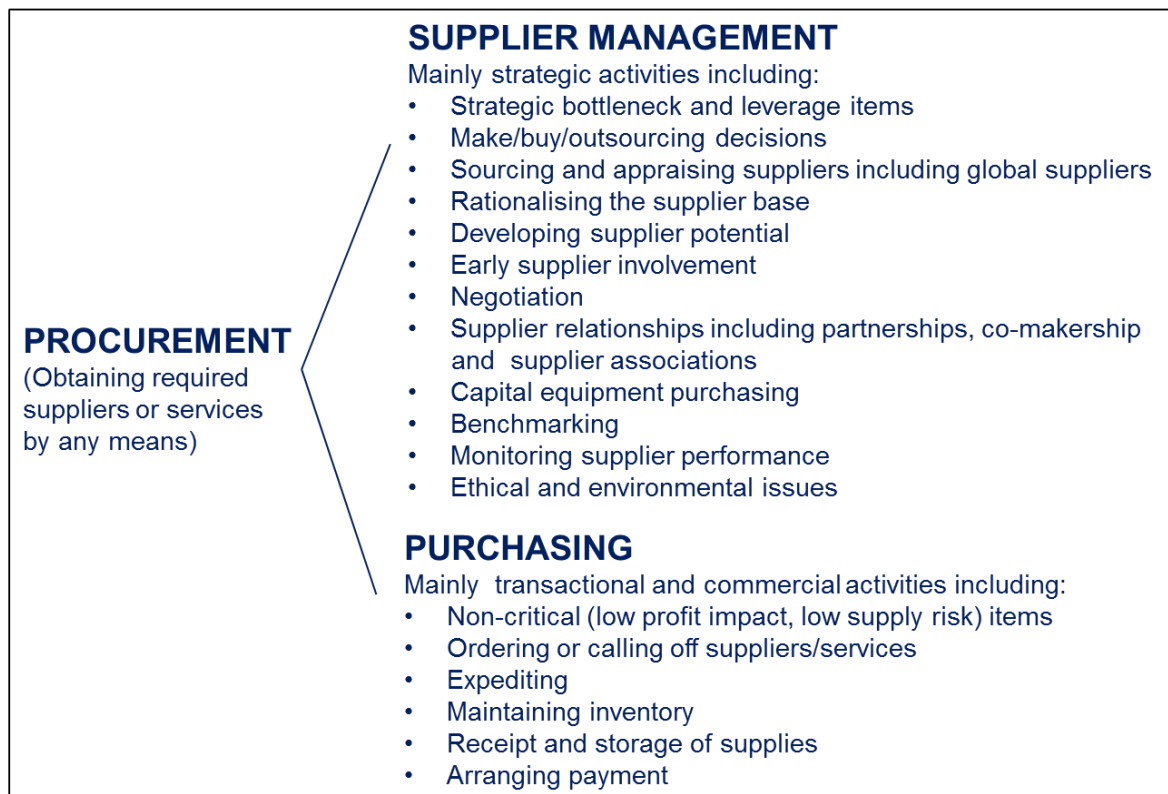 SUPPLIER MANAGEMENT
Mainly strategic activities including:
• Strategic bottleneck and leverage items
• Make/buy/outsourcing decisions
• Sourcing and appraising suppliers including global suppliers
• Rationalising the supplier base
• Developing supplier potential
• Early supplier involvement
• Negotiation
• Supplier relationships including partnerships, co-makership
and supplier associations
• Capital equipment purchasing
• Benchmarking
• Monitoring supplier performance
• Ethical and environmental issues
PROCUREMENT
(Obtaining required
suppliers or services
by any means)
PURCHASING
Mainly transactional and commercial activities including:
• Non-critical (low profit impact, low supply risk) items
• Ordering or calling off suppliers/services
• Expediting
• Maintaining inventory
• Receipt and storage of supplies
• Arranging payment